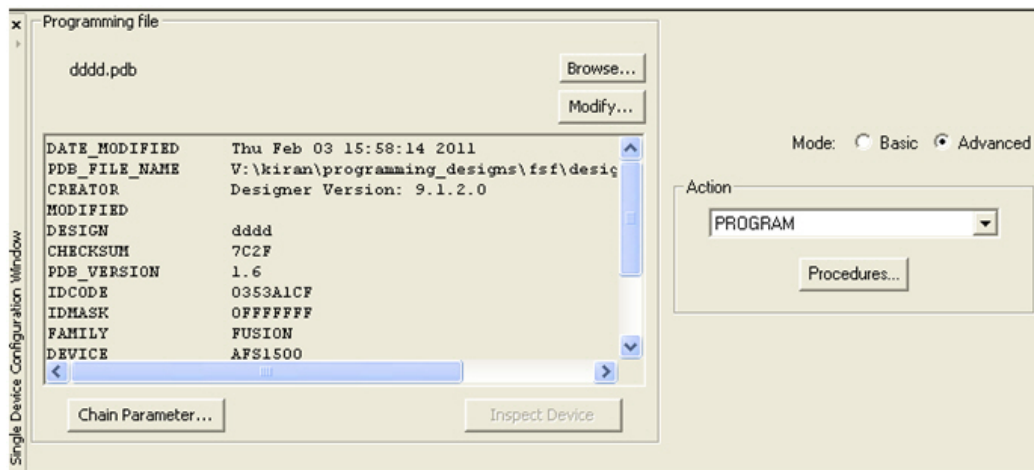 Programming file
dddd.pdb
Browse...
Modify...
DATE_MODIFIED Thu Feb 03 15:58:14 2011
PDB_FILE_NAME V:\kiran\programming_designs\fsf\desig
CREATOR Designer Version: 9.1.2.0
MODIFIED
DESIGN dddd
CHECKSUM 7C2F
PDB_VERSION 1.6
IDCODE 0353A1CF
IDMASK 0FFFFFFF
FAMILY FUSION
DEVICE AFS1500
Chain Parameter...
Inspect Device
Mode: Basic Advanced
Action
PROGRAM
Procedures...
Single Device Configuration Window